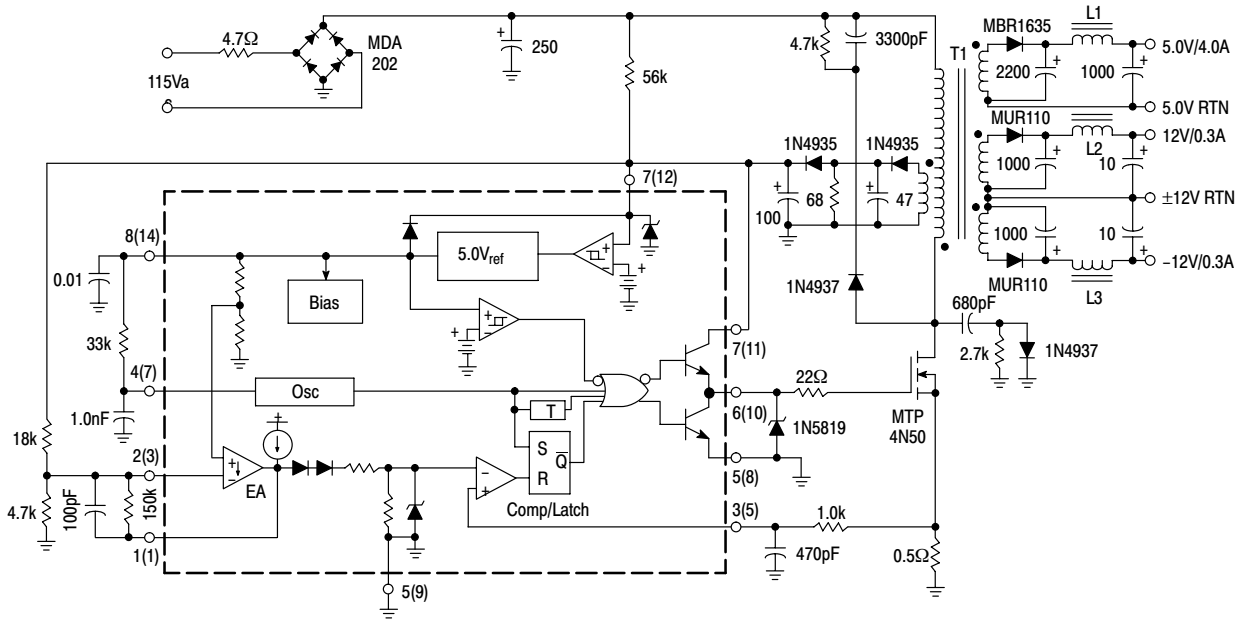 4.7Ω
MDA
202
115Va
+
250
56k
4.7k
3300pF
T1
MBR1635
L1
5.0V/4.0A
+
2200
+
1000
5.0V RTN
MUR110
L2
12V/0.3A
+
1000
+
10
±12V RTN
1000
+
10
+
MUR110
L3
–12V/0.3A
1N4935
1N4935
+
100
68
+
47
1N4937
680pF
2.7k
1N4937
7(12)
8(14)
0.01
5.0Vref
+
–
+
Bias
+
–
+
33k
4(7)
Osc
1.0nF
7(11)
6(10)
22Ω
1N5819
MTP
4N50
5(8)
T
S
R
Q
Comp/Latch
–
+
18k
2(3)
+
–
EA
+
4.7k
100pF
150k
1(1)
5(9)
3(5)
1.0k
470pF
0.5Ω